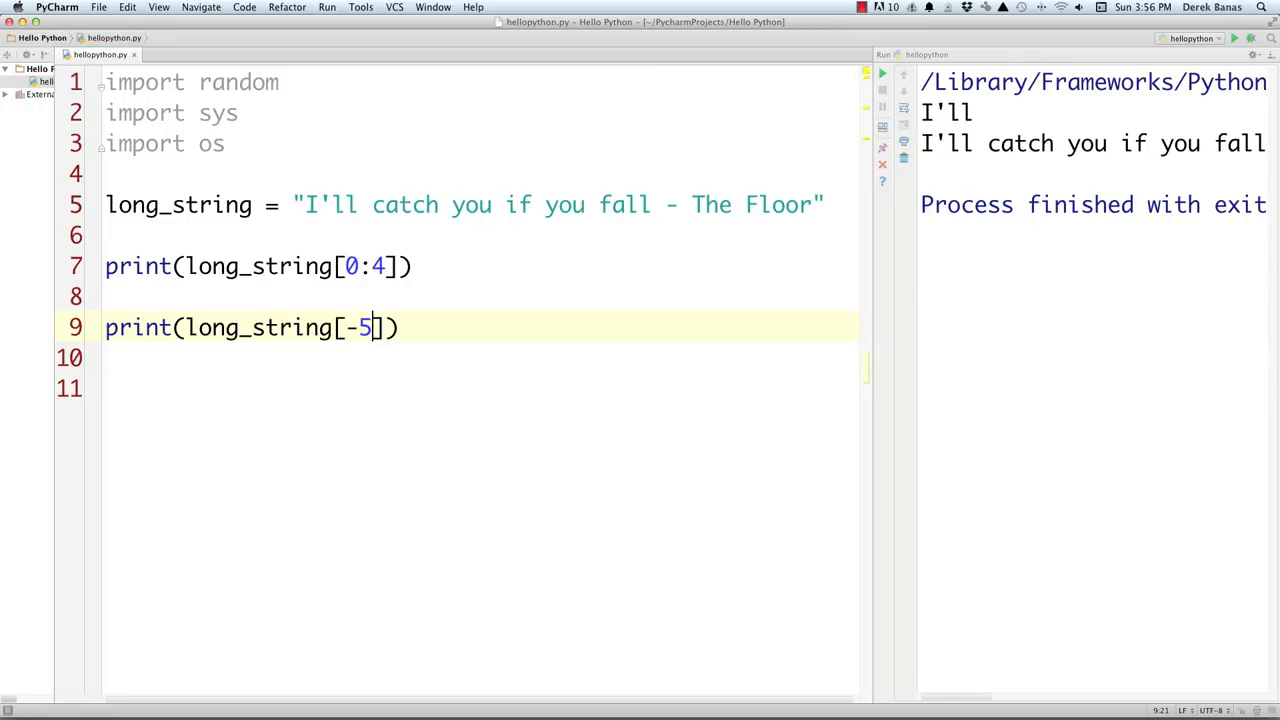 PyCharm File Edit View Navigate Code Refactor Run Tools VCS Window Help 10 Sun 3:56 PM Derek Banas
hellopython.py - Hello Python - [~/PycharmProjects/Hello Python]
Hello Python hellopython.py hellopython
hellopython.py Run hellopython
Hello P
hell
Externa
1 import random
2 import sys
3 import os
4
5 long_string = "I'll catch you if you fall - The Floor"
6
7 print(long_string[0:4])
8
9 print(long_string[-5])
10
11
/Library/Frameworks/Python
I'll
I'll catch you if you fall
Process finished with exit
9:21 LF UTF-8